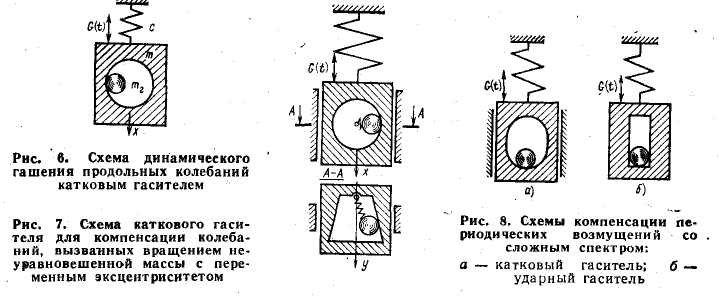 G(t)
c
m
m₂
x
Рис. 6. Схема динамического
гашения продольных колебаний
катковым гасителем
Рис. 7. Схема каткового гаси-
теля для компенсации колеба-
ний, вызванных вращением не-
уравновешенной массы с пере-
менным эксцентриситетом
G(t)
A
A
x
A-A
y
G(t)
G(t)
а)
б)
Рис. 8. Схемы компенсации пе-
риодических возмущений со
сложным спектром:
а — катковый гаситель; б —
ударный гаситель